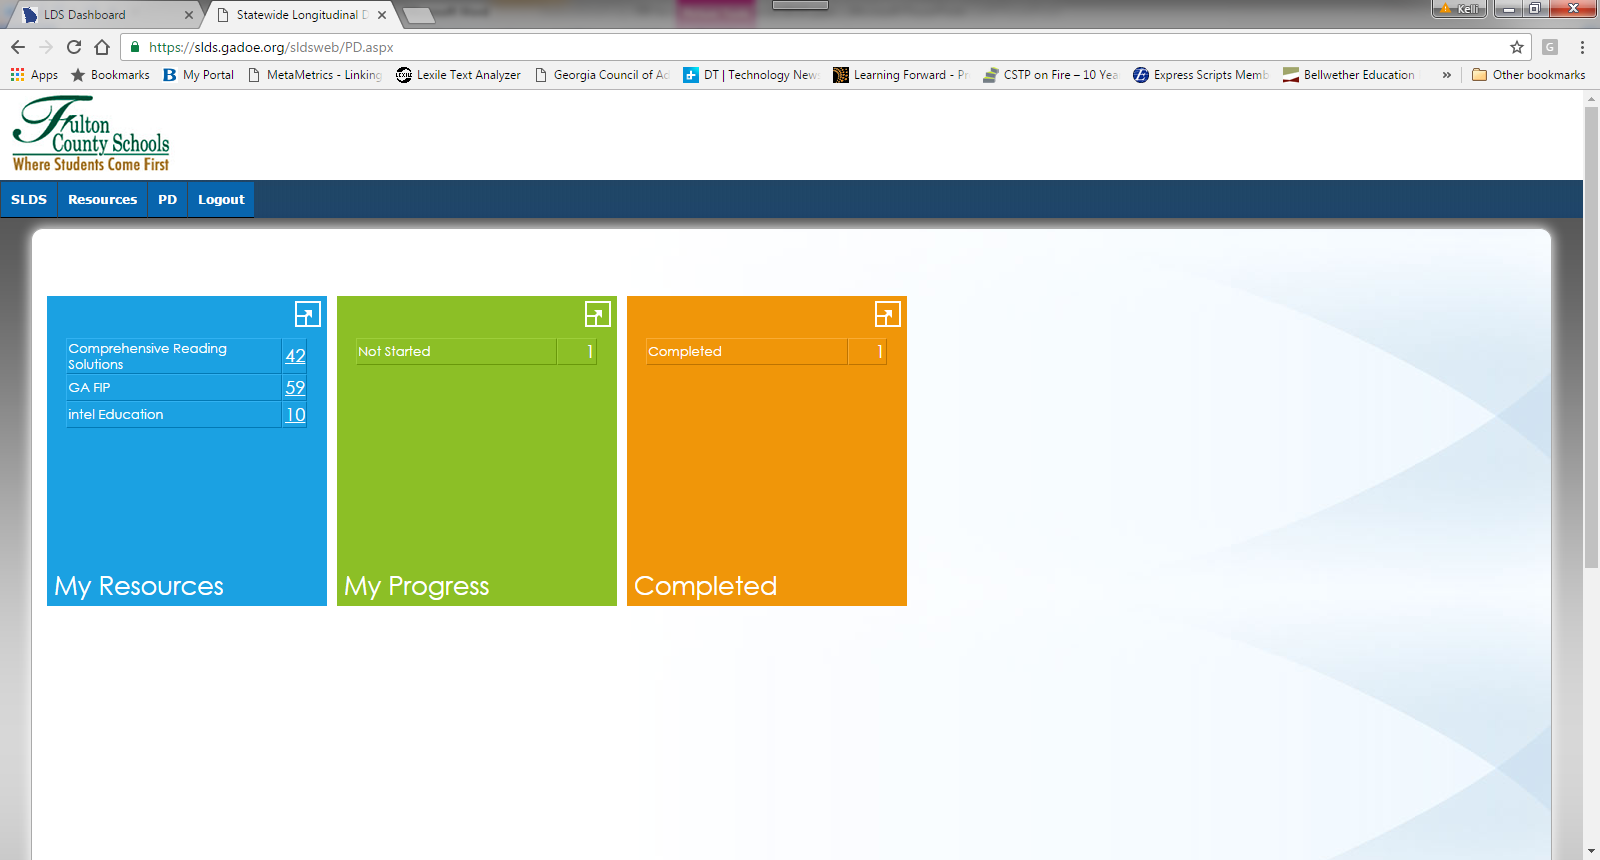 LDS Dashboard
Statewide Longitudinal D
Kelli
https://slds.gadoe.org/sldsweb/PD.aspx
G
Apps
Bookmarks
B My Portal
MetaMetrics - Linking
LEXILE Lexile Text Analyzer
Georgia Council of Ad
DT | Technology News
Learning Forward - Pr
CSTP on Fire – 10 Yea
Express Scripts Memb
Bellwether Education
»
Other bookmarks
Fulton
County Schools
Where Students Come First
SLDS
Resources
PD
Logout
Comprehensive Reading
Solutions
42
GA FIP
59
intel Education
10
My Resources
Not Started
1
My Progress
Completed
1
Completed